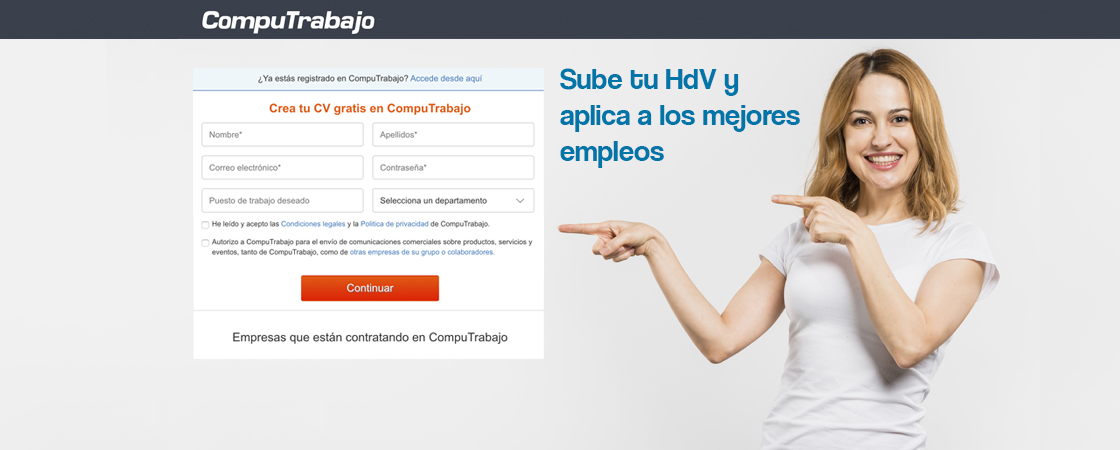 CompuTrabajo
¿Ya estás registrado en CompuTrabajo? Accede desde aquí
Crea tu CV gratis en CompuTrabajo
Nombre*
Apellidos*
Correo electrónico*
Contraseña*
Puesto de trabajo deseado
Selecciona un departamento
He leído y acepto las Condiciones legales y la Política de privacidad de CompuTrabajo.
Autorizo a CompuTrabajo para el envío de comunicaciones comerciales sobre productos, servicios y
eventos, tanto de CompuTrabajo, como de otras empresas de su grupo o colaboradores.
Continuar
Empresas que están contratando en CompuTrabajo
Sube tu HdV y
aplica a los mejores
empleos